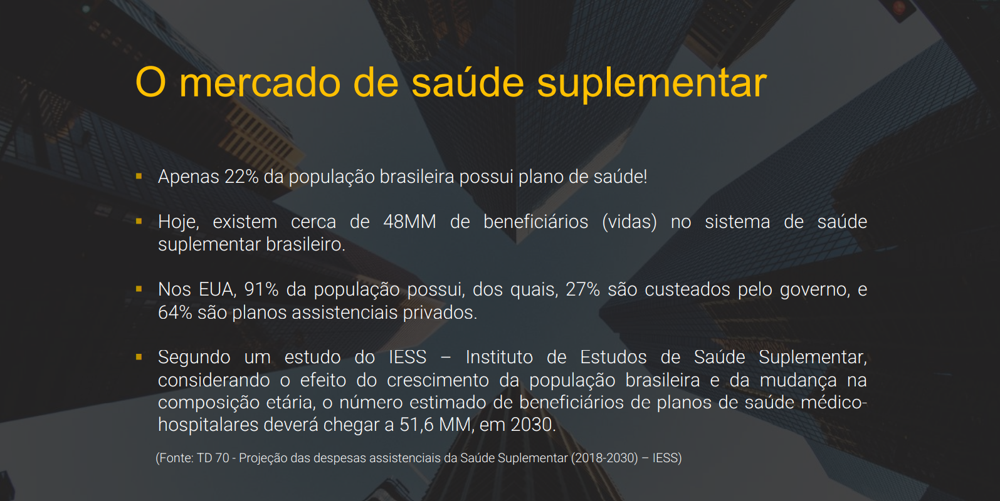 O mercado de saúde suplementar
▪ Apenas 22% da população brasileira possui plano de saúde!
▪ Hoje, existem cerca de 48MM de beneficiários (vidas) no sistema de saúde
suplementar brasileiro.
▪ Nos EUA, 91% da população possui, dos quais, 27% são custeados pelo governo, e
64% são planos assistenciais privados.
▪ Segundo um estudo do IESS – Instituto de Estudos de Saúde Suplementar,
considerando o efeito do crescimento da população brasileira e da mudança na
composição etária, o número estimado de beneficiários de planos de saúde médico-
hospitalares deverá chegar a 51,6 MM, em 2030.
(Fonte: TD 70 - Projeção das despesas assistenciais da Saúde Suplementar (2018-2030) – IESS)